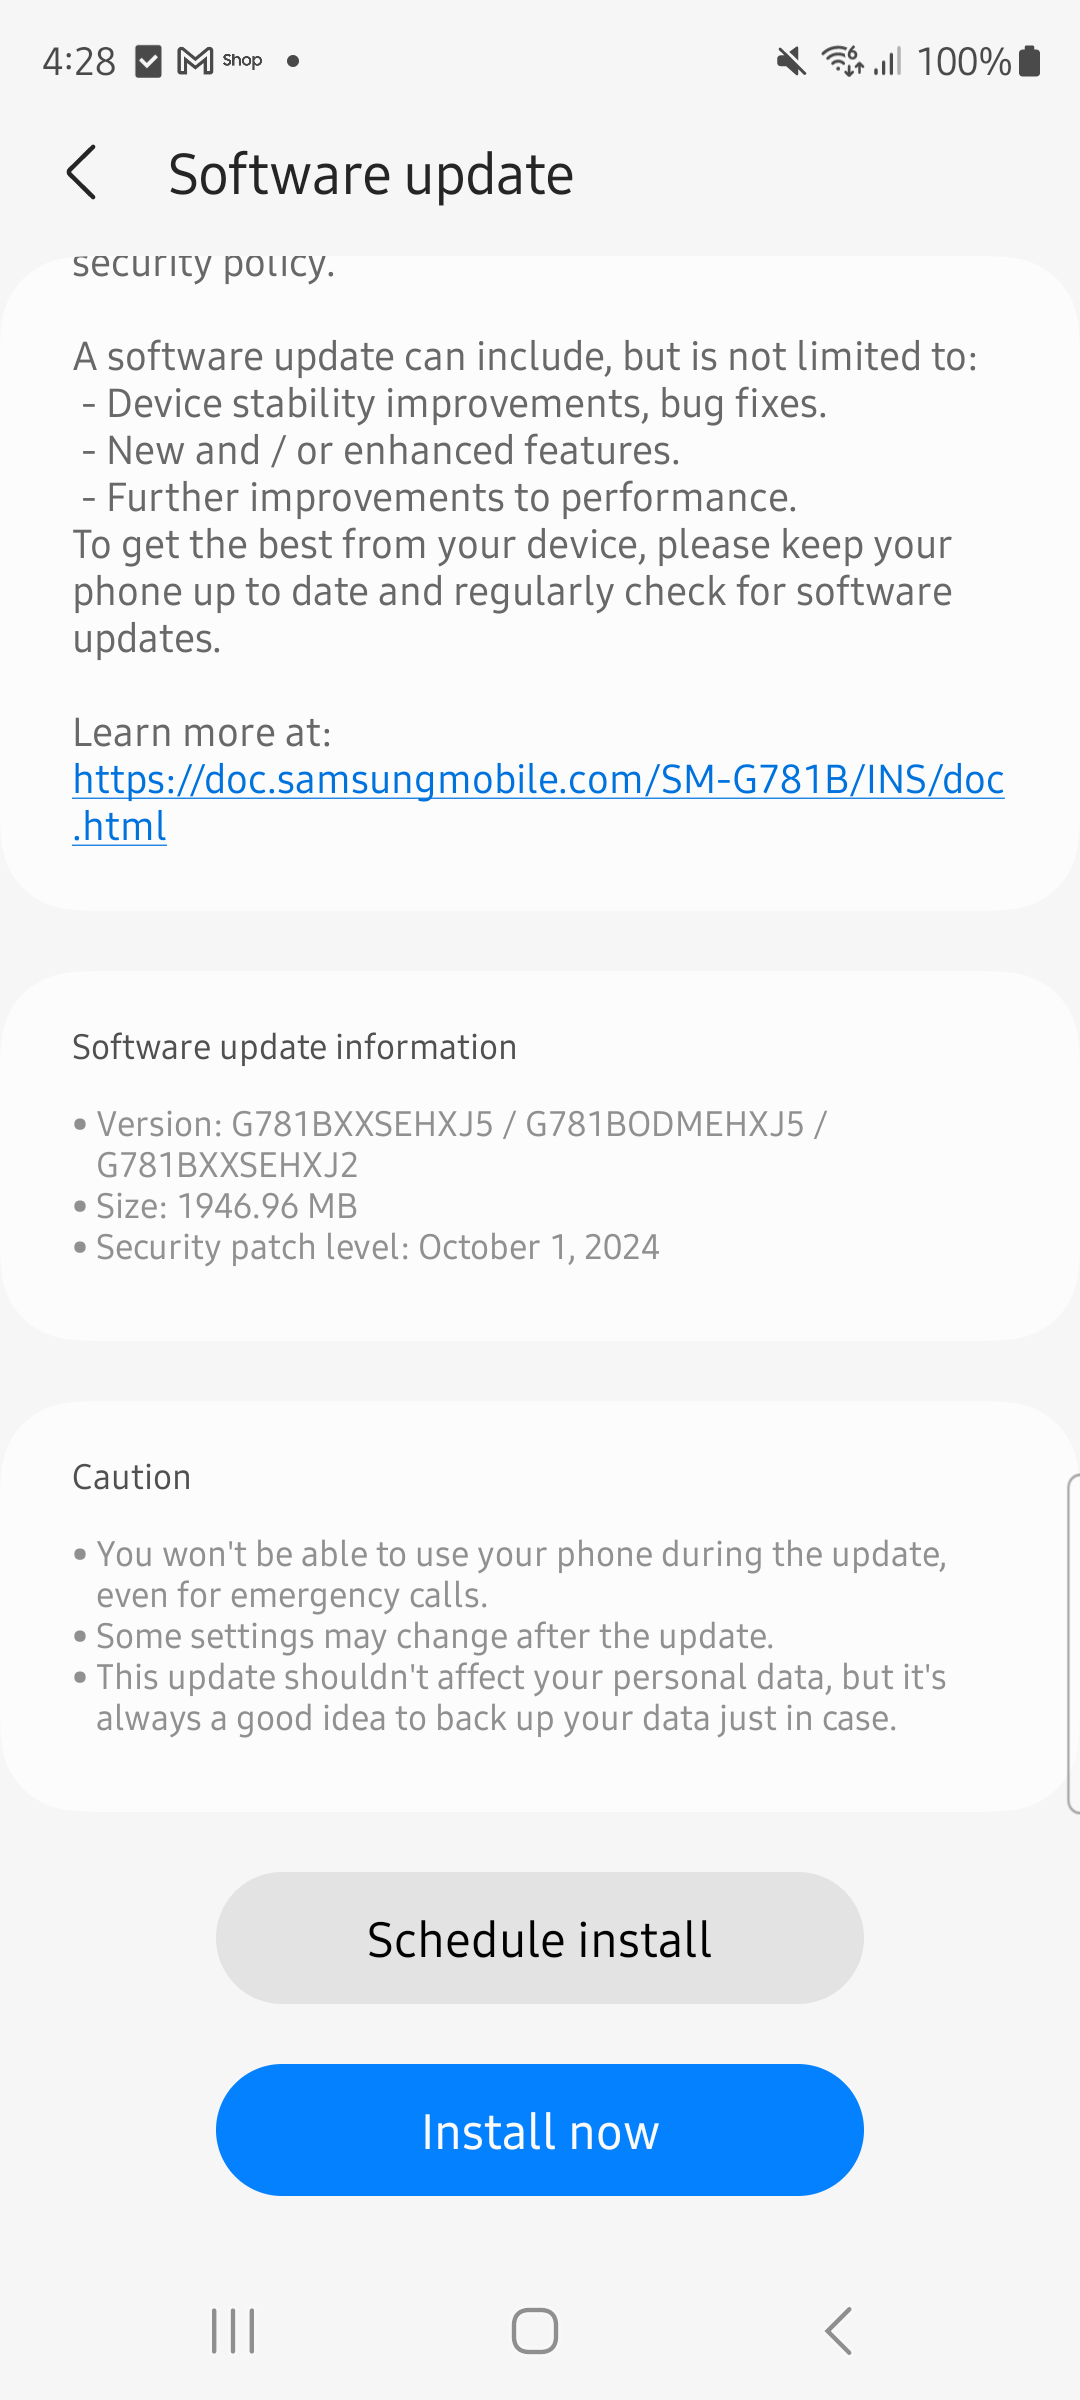 4:28 Shop 6 100%
Software update
security policy.
A software update can include, but is not limited to:
- Device stability improvements, bug fixes.
- New and / or enhanced features.
- Further improvements to performance.
To get the best from your device, please keep your
phone up to date and regularly check for software
updates.
Learn more at:
https://doc.samsungmobile.com/SM-G781B/INS/doc
.html
Software update information
• Version: G781BXXSEHXJ5 / G781BODMEHXJ5 /
G781BXXSEHXJ2
• Size: 1946.96 MB
• Security patch level: October 1, 2024
Caution
• You won't be able to use your phone during the update,
even for emergency calls.
• Some settings may change after the update.
• This update shouldn't affect your personal data, but it's
always a good idea to back up your data just in case.
Schedule install
Install now